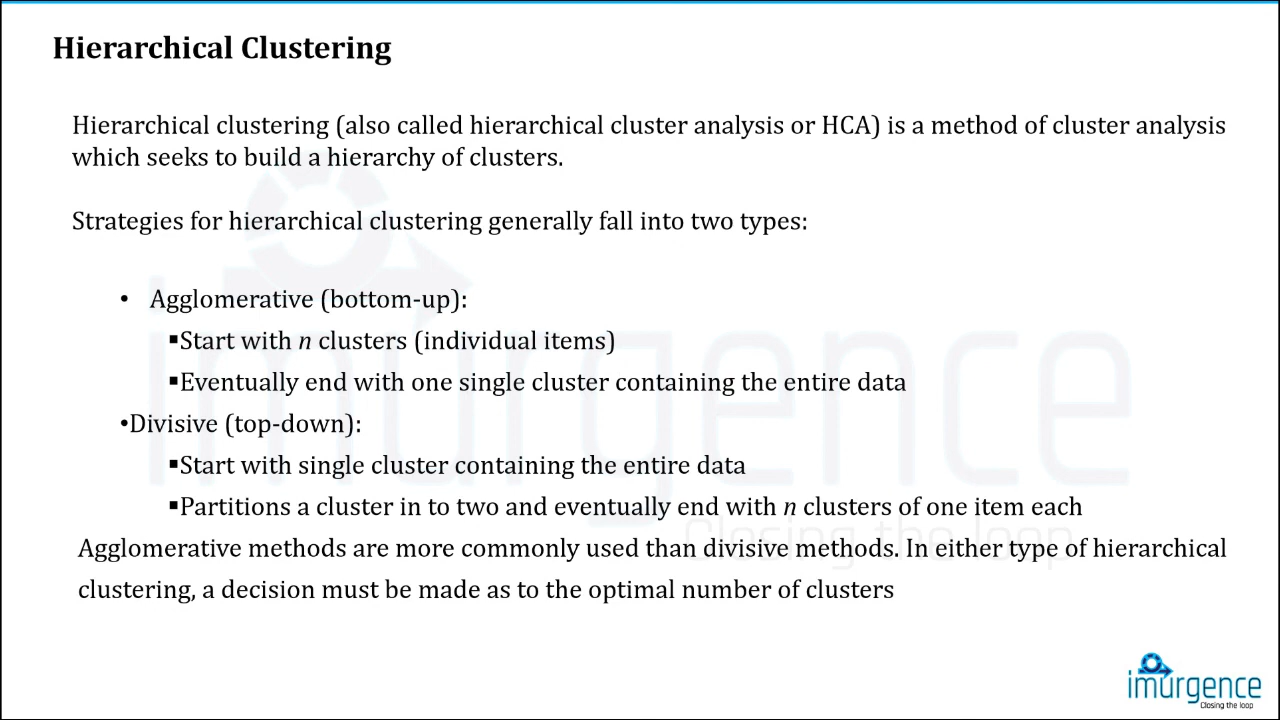 Hierarchical Clustering
Hierarchical clustering (also called hierarchical cluster analysis or HCA) is a method of cluster analysis
which seeks to build a hierarchy of clusters.
Strategies for hierarchical clustering generally fall into two types:
• Agglomerative (bottom-up):
▪Start with n clusters (individual items)
▪Eventually end with one single cluster containing the entire data
•Divisive (top-down):
▪Start with single cluster containing the entire data
▪Partitions a cluster in to two and eventually end with n clusters of one item each
Agglomerative methods are more commonly used than divisive methods. In either type of hierarchical
clustering, a decision must be made as to the optimal number of clusters
imurgence
Closing the loop
imurgence
Closing the loop